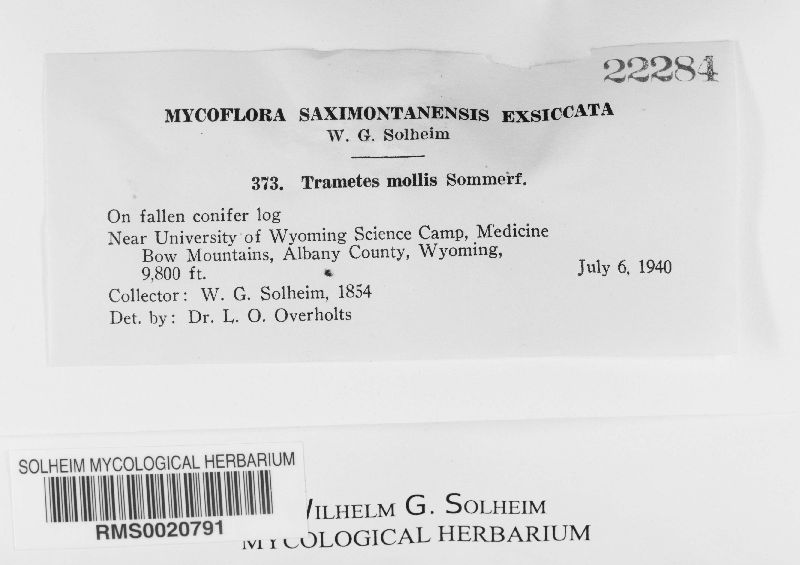 22284
MYCOFLORA SAXIMONTANENSIS EXSICCATA
W. G. Solheim
373. Trametes mollis Sommerf.
On fallen conifer log
Near University of Wyoming Science Camp, Medicine
Bow Mountains, Albany County, Wyoming,
9,800 ft. July 6, 1940
Collector: W. G. Solheim, 1854
Det. by: Dr. L. O. Overholts
SOLHEIM MYCOLOGICAL HERBARIUM
RMS0020791
WILHELM G. SOLHEIM
MYCOLOGICAL HERBARIUM